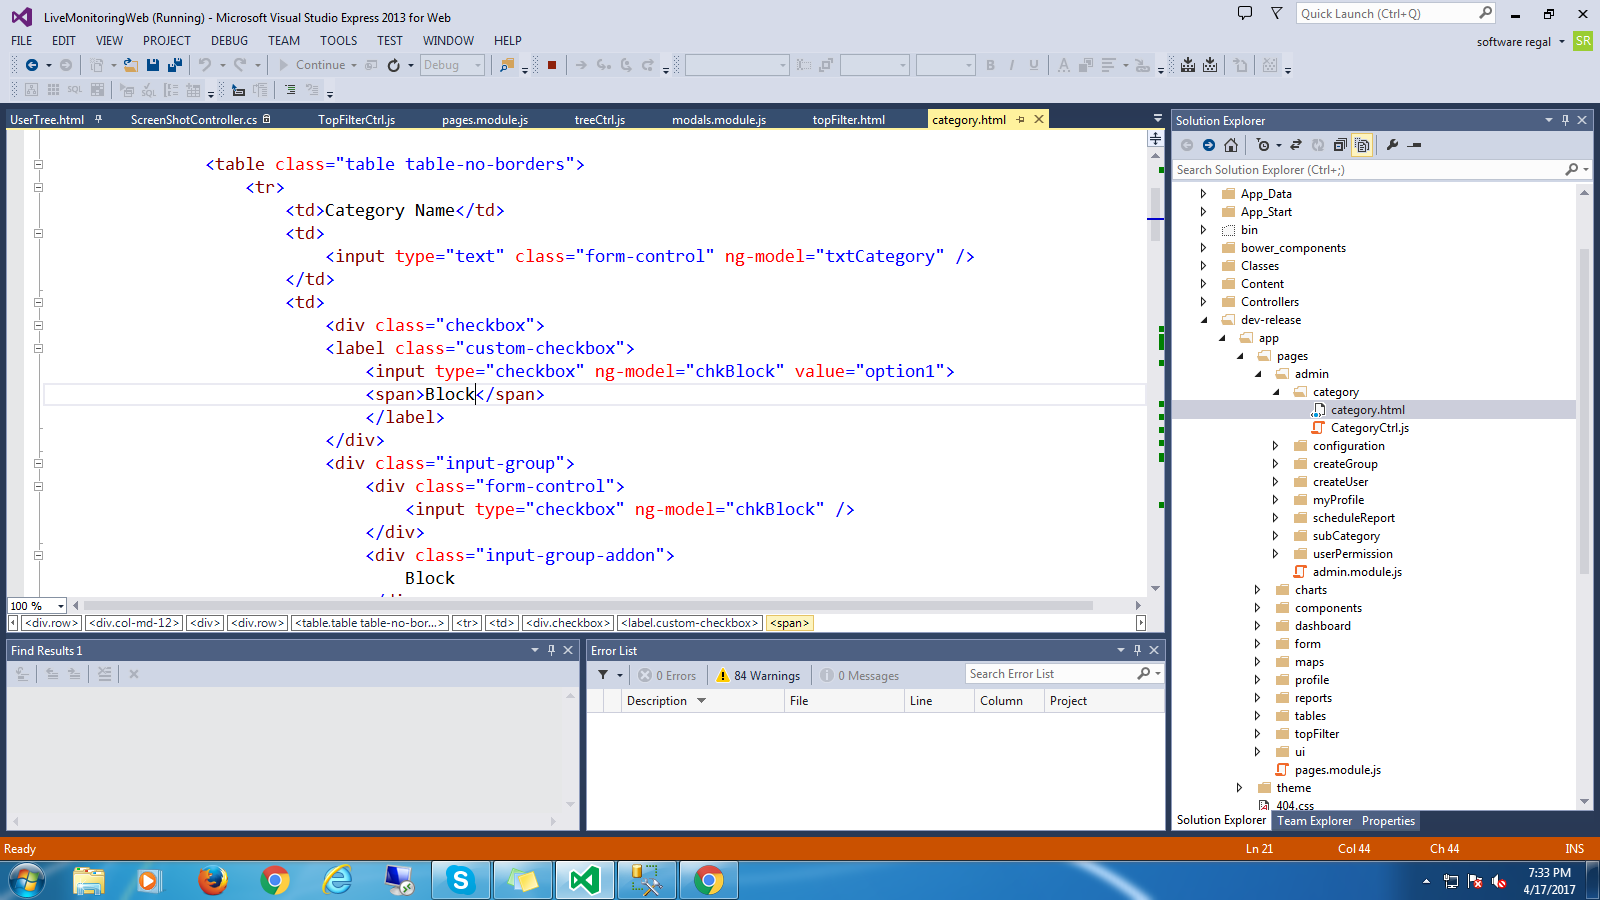 LiveMonitoringWeb (Running) - Microsoft Visual Studio Express 2013 for Web
Quick Launch (Ctrl+Q)
FILE EDIT VIEW PROJECT DEBUG TEAM TOOLS TEST WINDOW HELP
software regal SR
Continue Debug
B I U A
SQL SQL
UserTree.html ScreenShotController.cs TopFilterCtrl.js pages.module.js treeCtrl.js modals.module.js topFilter.html category.html
<table class="table table-no-borders">
<tr>
<td>Category Name</td>
<td>
<input type="text" class="form-control" ng-model="txtCategory" />
</td>
<td>
<div class="checkbox">
<label class="custom-checkbox">
<input type="checkbox" ng-model="chkBlock" value="option1">
<span>Block</span>
</label>
</div>
<div class="input-group">
<div class="form-control">
<input type="checkbox" ng-model="chkBlock" />
</div>
<div class="input-group-addon">
Block
100 %
<div.row> <div.col-md-12> <div> <div.row> <table.table table-no-bor...> <tr> <td> <div.checkbox> <label.custom-checkbox> <span>
Find Results 1
Error List
0 Errors 84 Warnings 0 Messages Search Error List
Description File Line Column Project
Solution Explorer
Search Solution Explorer (Ctrl+;)
App_Data
App_Start
bin
bower_components
Classes
Content
Controllers
dev-release
app
pages
admin
category
category.html
CategoryCtrl.js
configuration
createGroup
createUser
myProfile
scheduleReport
subCategory
userPermission
admin.module.js
charts
components
dashboard
form
maps
profile
reports
tables
topFilter
ui
pages.module.js
theme
404.css
Solution Explorer Team Explorer Properties
Ready Ln 21 Col 44 Ch 44 INS
7:33 PM
4/17/2017